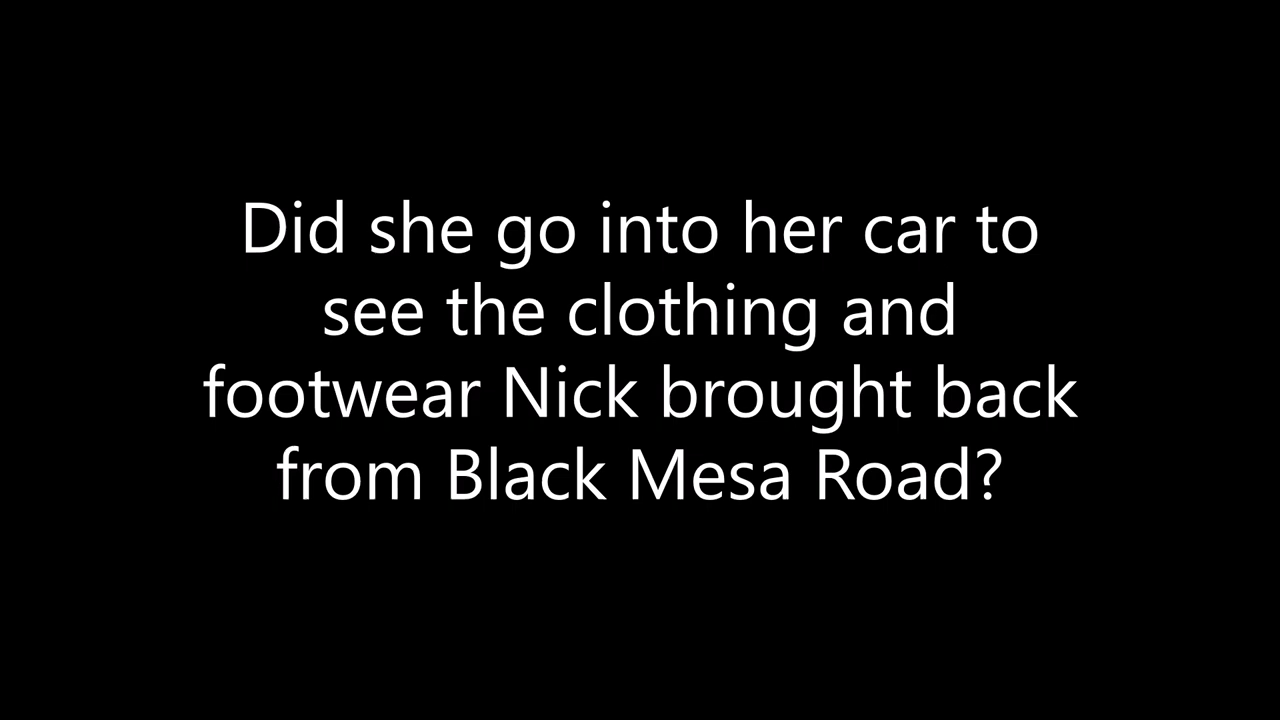 Did she go into her car to
see the clothing and
footwear Nick brought back
from Black Mesa Road?